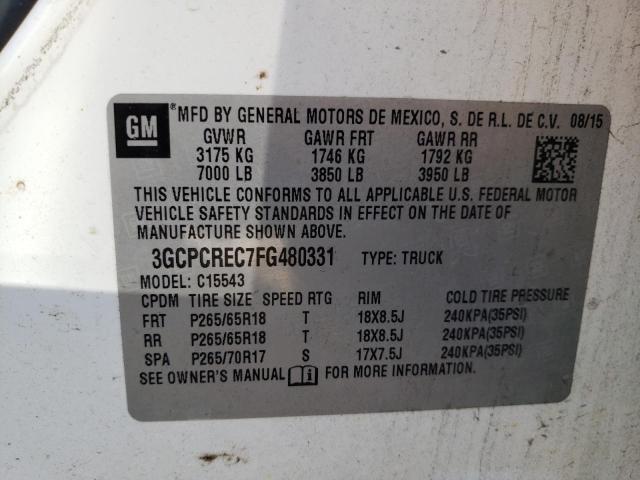 GM ® MFD BY GENERAL MOTORS DE MEXICO, S. DE R.L. DE C.V. 08/15
GVWR GAWR FRT GAWR RR
3175 KG 1746 KG 1792 KG
7000 LB 3850 LB 3950 LB
THIS VEHICLE CONFORMS TO ALL APPLICABLE U.S. FEDERAL MOTOR
VEHICLE SAFETY STANDARDS IN EFFECT ON THE DATE OF
MANUFACTURE SHOWN ABOVE.
3GCPCREC7FG480331 TYPE: TRUCK
MODEL: C15543
CPDM TIRE SIZE SPEED RTG RIM COLD TIRE PRESSURE
FRT P265/65R18 T 18X8.5J 240KPA(35PSI)
RR P265/65R18 T 18X8.5J 240KPA(35PSI)
SPA P265/70R17 S 17X7.5J 240KPA(35PSI)
SEE OWNER'S MANUAL i FOR MORE INFORMATION.